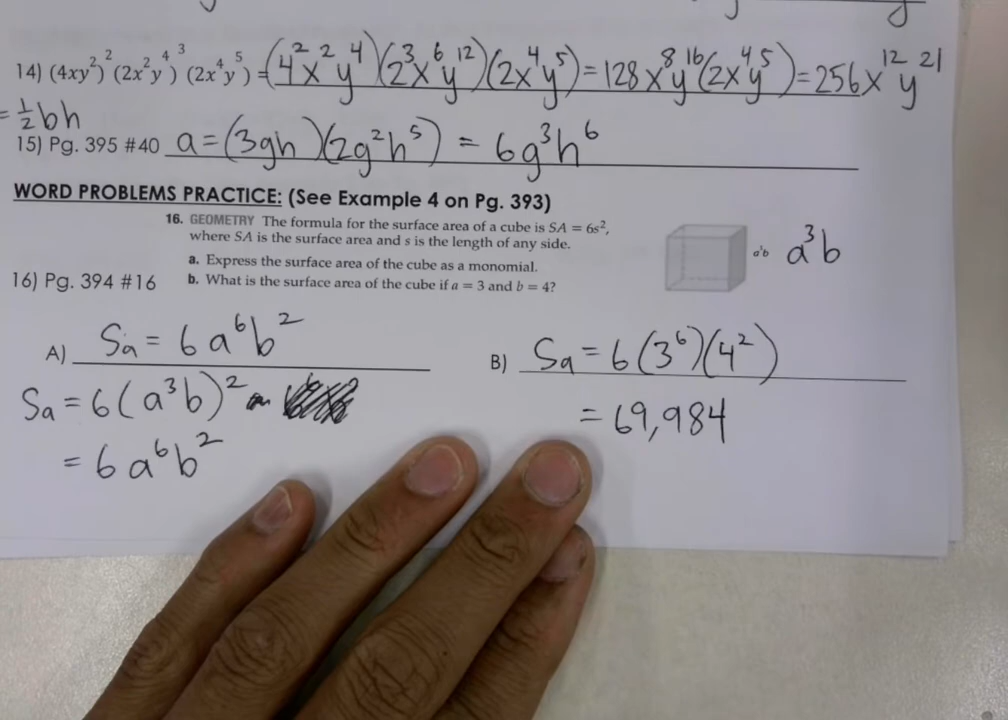 14) (4xy²)² (2x²y⁴)³ (2x⁴y⁵) = (4²x²y⁴)(2³x⁶y¹²)(2x⁴y⁵) = 128x⁸y¹⁶(2x⁴y⁵) = 256x¹²y²¹
= ½bh
15) Pg. 395 #40 a = (3gh)(2g²h⁵) = 6g³h⁶
WORD PROBLEMS PRACTICE: (See Example 4 on Pg. 393)
16. GEOMETRY The formula for the surface area of a cube is SA = 6s²,
where SA is the surface area and s is the length of any side.
a³b a³b
a. Express the surface area of the cube as a monomial.
16) Pg. 394 #16 b. What is the surface area of the cube if a = 3 and b = 4?
A) Sa = 6a⁶b²
B) Sa = 6(3⁶)(4²)
Sa = 6(a³b)²
= 69,984
= 6a⁶b²